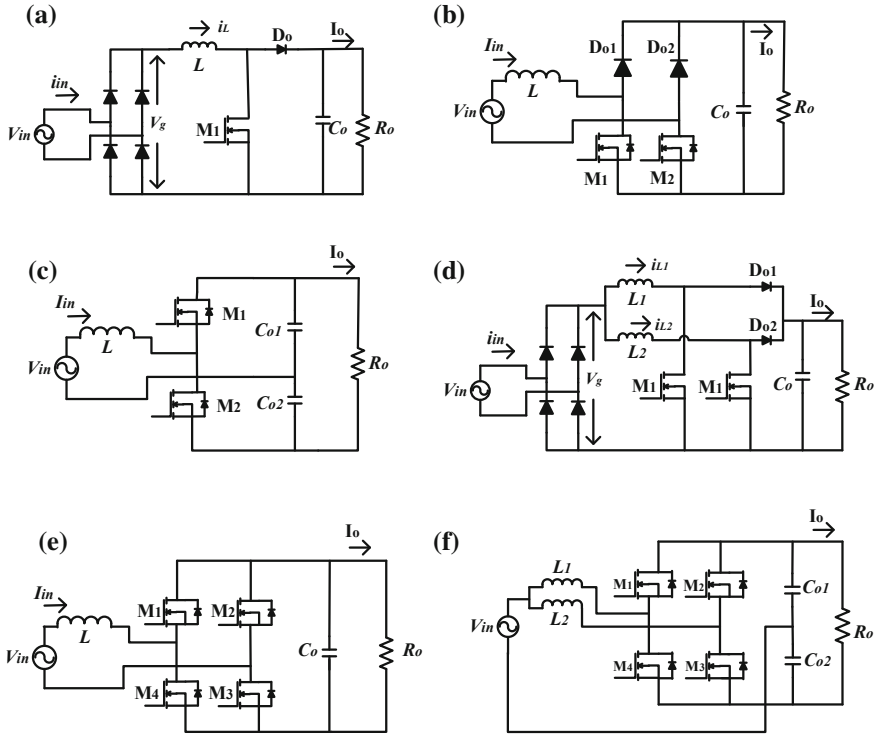 (a)
iL
Do
Io
L
iin
Vin
Vg
M1
Co
Ro
(b)
Do1
Do2
Io
Iin
L
Vin
Co
Ro
M1
M2
(c)
Io
Iin
M1
L
Co1
Vin
Ro
M2
Co2
(d)
iL1
Do1
L1
Io
iL2
Do2
L2
iin
Vin
Vg
M1
M1
Co
Ro
(e)
Io
Iin
M1
M2
L
Vin
Co
Ro
M4
M3
(f)
Io
L1
M1
M2
Co1
L2
Vin
Ro
M4
M3
Co2